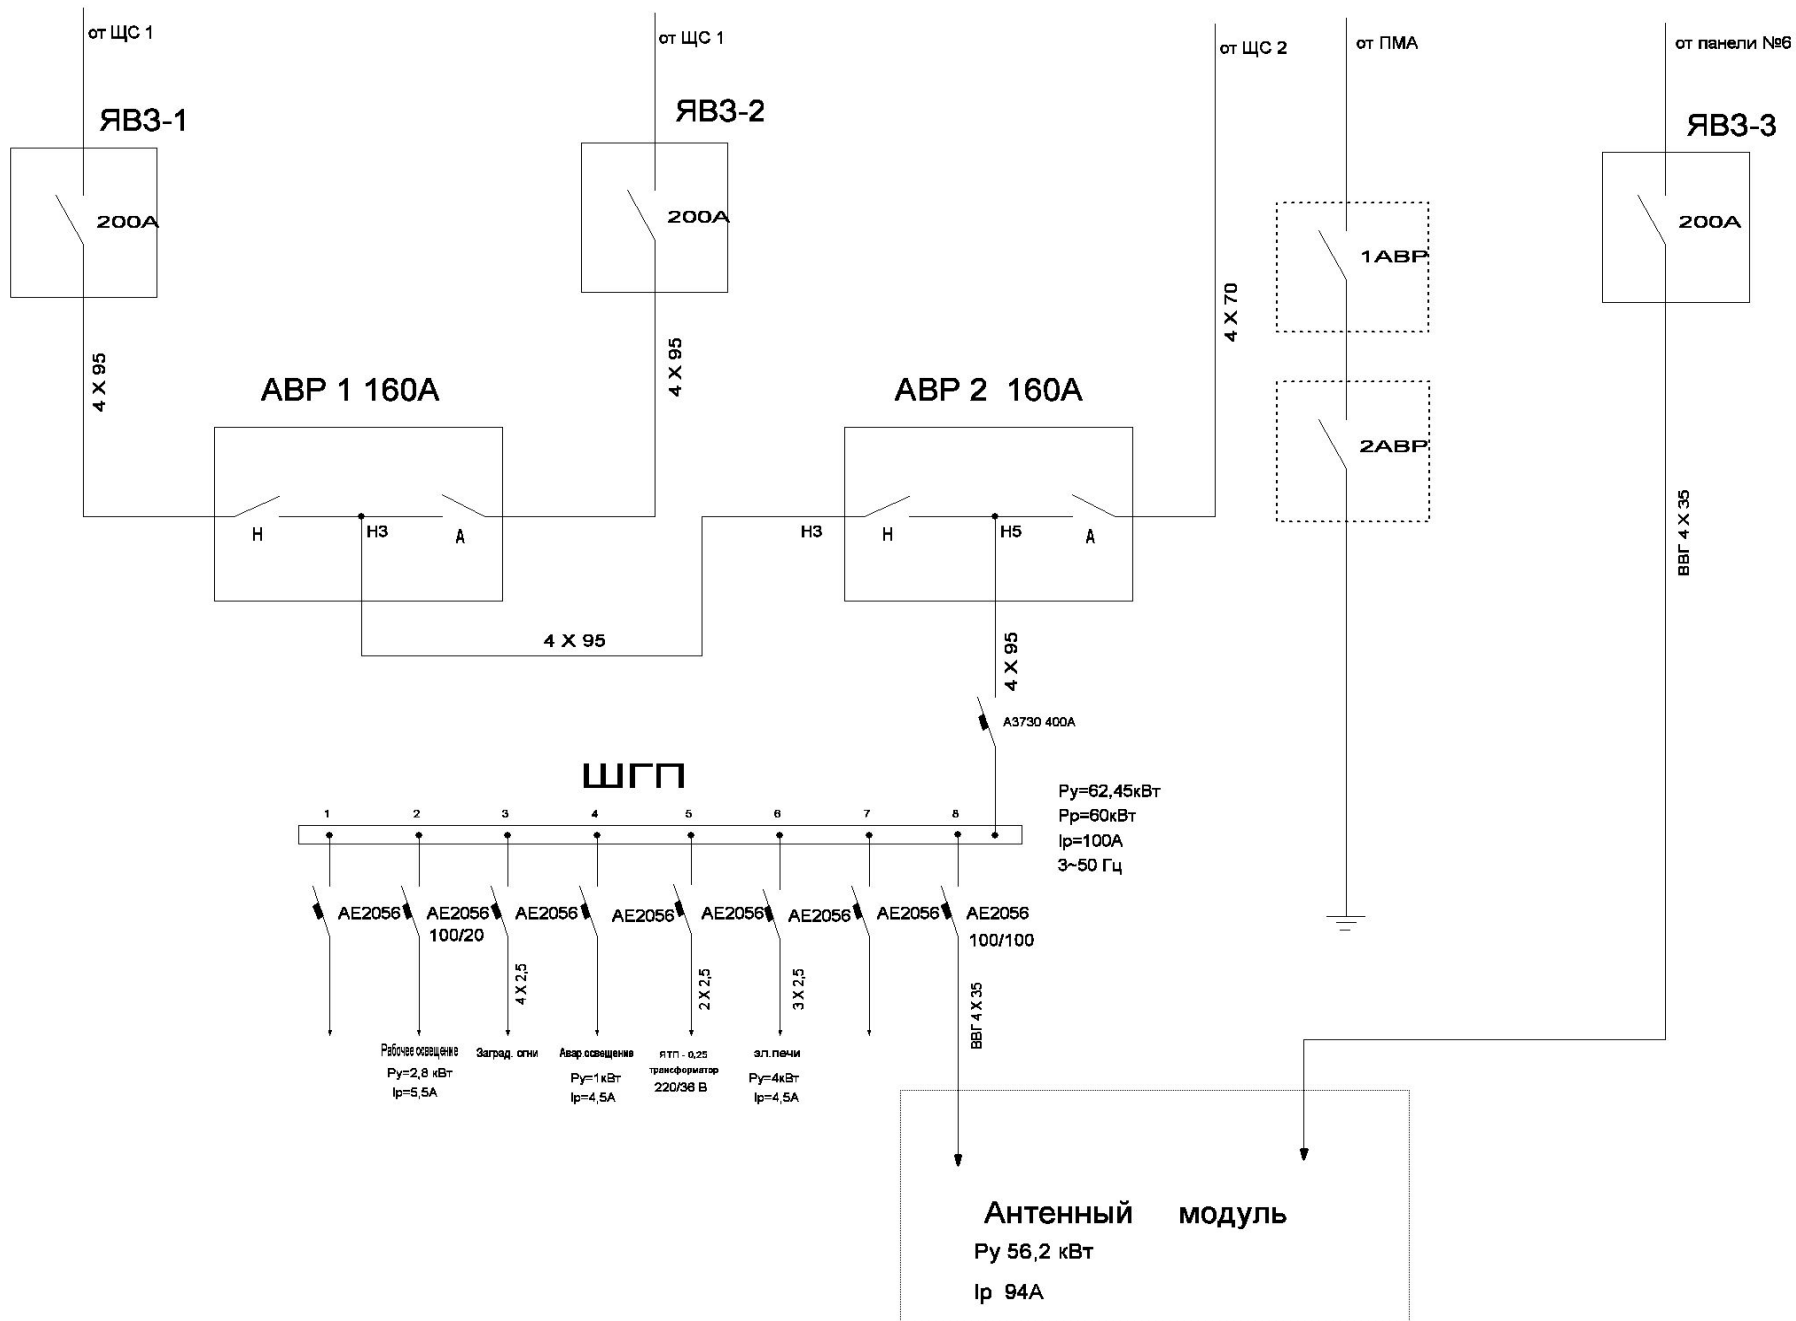 от ЩС 1
от ЩС 1
от ЩС 2
от ПМА
от панели №6
ЯВЗ-1
ЯВЗ-2
ЯВЗ-3
200А
200А
1АВР
200А
4 X 95
4 X 95
4 X 70
2АВР
ВВГ 4 X 35
АВР 1 160А
АВР 2 160А
Н
Н3
А
Н3
Н
Н5
А
4 X 95
4 X 95
А3730 400А
ШГП
Ру=62,45кВт
Рр=60кВт
Iр=100А
3~50 Гц
1
2
3
4
5
6
7
8
АЕ2056
АЕ2056
100/20
АЕ2056
АЕ2056
АЕ2056
АЕ2056
АЕ2056
АЕ2056
100/100
4 X 2,5
2 X 2,5
3 X 2,5
ВВГ 4 X 35
Рабочее освещение
Ру=2,8 кВт
Iр=5,5А
Заград. огни
Авар.освещение
Ру=1кВт
Iр=4,5А
ЯТП - 0,25
трансформатор
220/36 В
эл.печи
Ру=4кВт
Iр=4,5А
Антенный модуль
Ру 56,2 кВт
Iр 94А